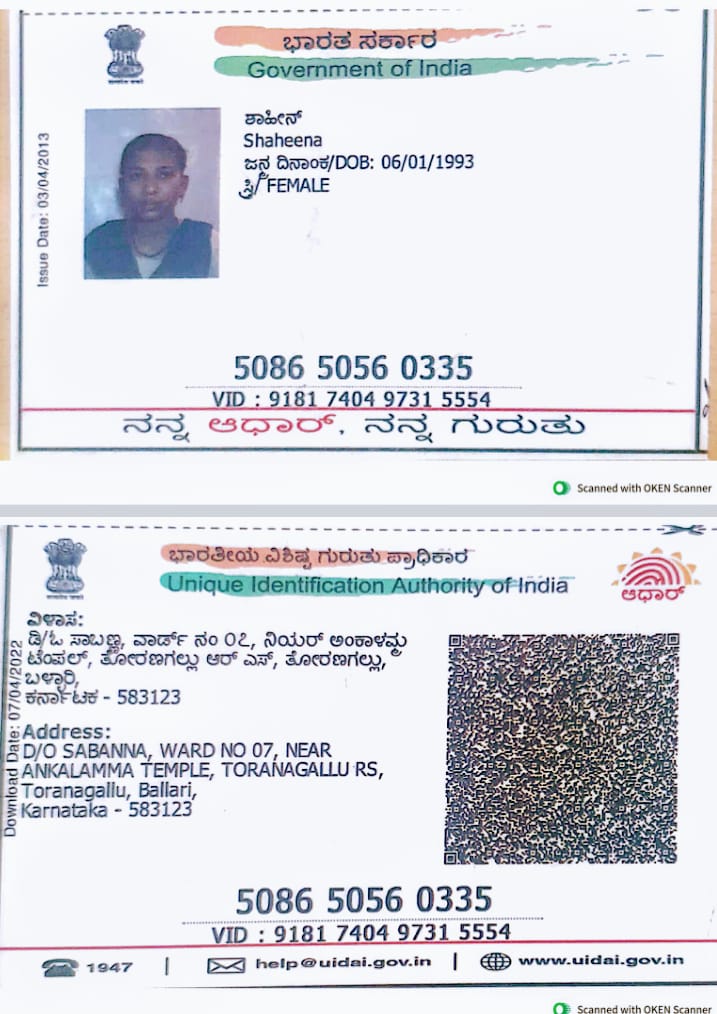 ಭಾರತ ಸರ್ಕಾರ
Government of India
Issue Date: 03/04/2013
ಶಾಹೀನ್
Shaheena
ಜನ್ಮ ದಿನಾಂಕ/DOB: 06/01/1993
ಸ್ತ್ರೀ/ FEMALE
5086 5056 0335
VID : 9181 7404 9731 5554
ನನ್ನ ಆಧಾರ್, ನನ್ನ ಗುರುತು
Scanned with OKEN Scanner
ಭಾರತೀಯ ವಿಶಿಷ್ಟ ಗುರುತು ಪ್ರಾಧಿಕಾರ
Unique Identification Authority of India
ಆಧಾರ್
Download Date: 07/04/2022
ವಿಳಾಸ:
ಡಿ/ಓ ಸಾಬಣ್ಣ, ವಾರ್ಡ್ ನಂ ೦೭, ನಿಯರ್ ಅಂಕಾಳಮ್ಮ
ಟೆಂಪಲ್, ತೋರಣಗಲ್ಲು ಆರ್ ಎಸ್, ತೋರಣಗಲ್ಲು,
ಬಳ್ಳಾರಿ,
ಕರ್ನಾಟಕ - 583123
Address:
D/O SABANNA, WARD NO 07, NEAR
ANKALAMMA TEMPLE, TORANAGALLU RS,
Toranagallu, Ballari,
Karnataka - 583123
5086 5056 0335
VID : 9181 7404 9731 5554
1947 | help@uidai.gov.in | www.uidai.gov.in
Scanned with OKEN Scanner